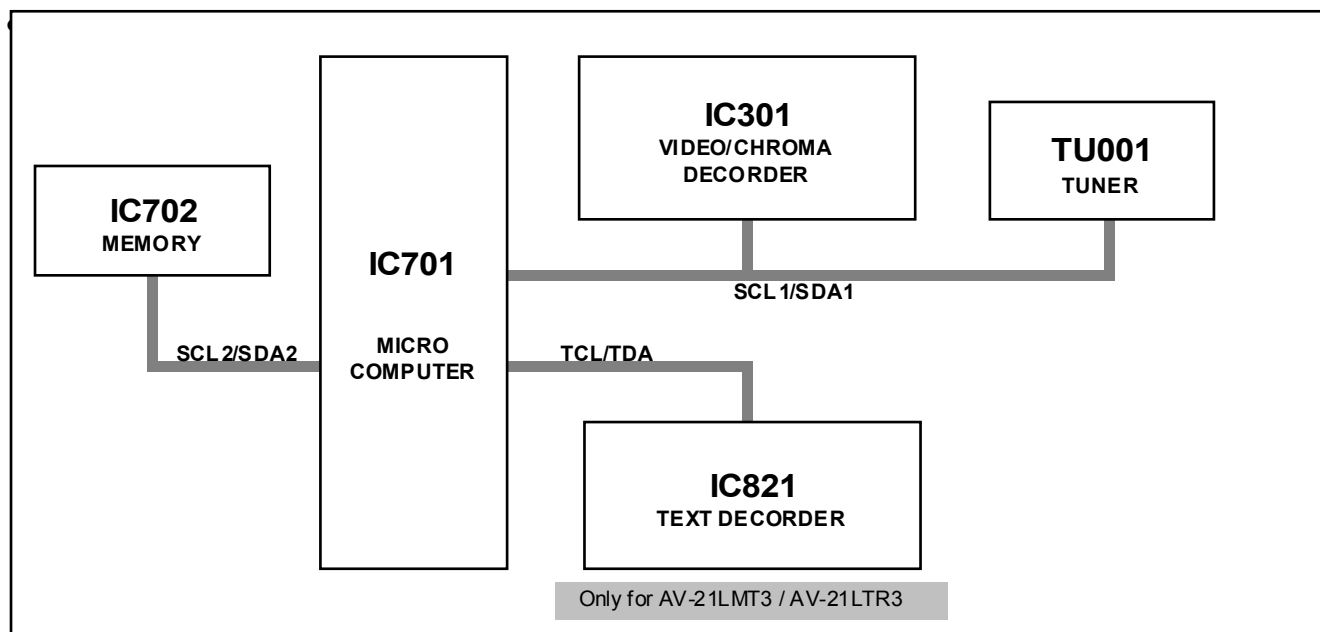 IC301
VIDEO/CHROMA
DECORDER
TU001
TUNER
IC702
MEMORY
IC701
MICRO
COMPUTER
SCL1/SDA1
SCL2/SDA2
TCL/TDA
IC821
TEXT DECORDER
Only for AV-21LMT3 / AV-21LTR3